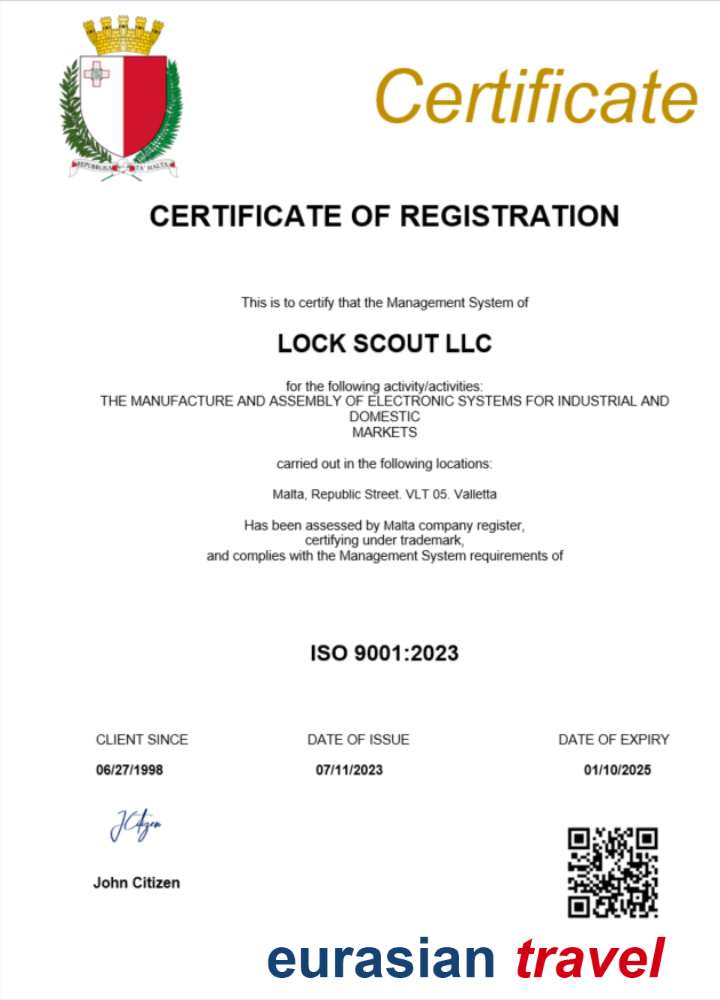 REPUBBLIKA TA' MALTA
Certificate
CERTIFICATE OF REGISTRATION
This is to certify that the Management System of
LOCK SCOUT LLC
for the following activity/activities:
THE MANUFACTURE AND ASSEMBLY OF ELECTRONIC SYSTEMS FOR INDUSTRIAL AND
DOMESTIC
MARKETS
carried out in the following locations:
Malta, Republic Street. VLT 05. Valletta
Has been assessed by Malta company register,
certifying under trademark,
and complies with the Management System requirements of
ISO 9001:2023
CLIENT SINCE DATE OF ISSUE DATE OF EXPIRY
06/27/1998 07/11/2023 01/10/2025
JCitizen
John Citizen
eurasian travel